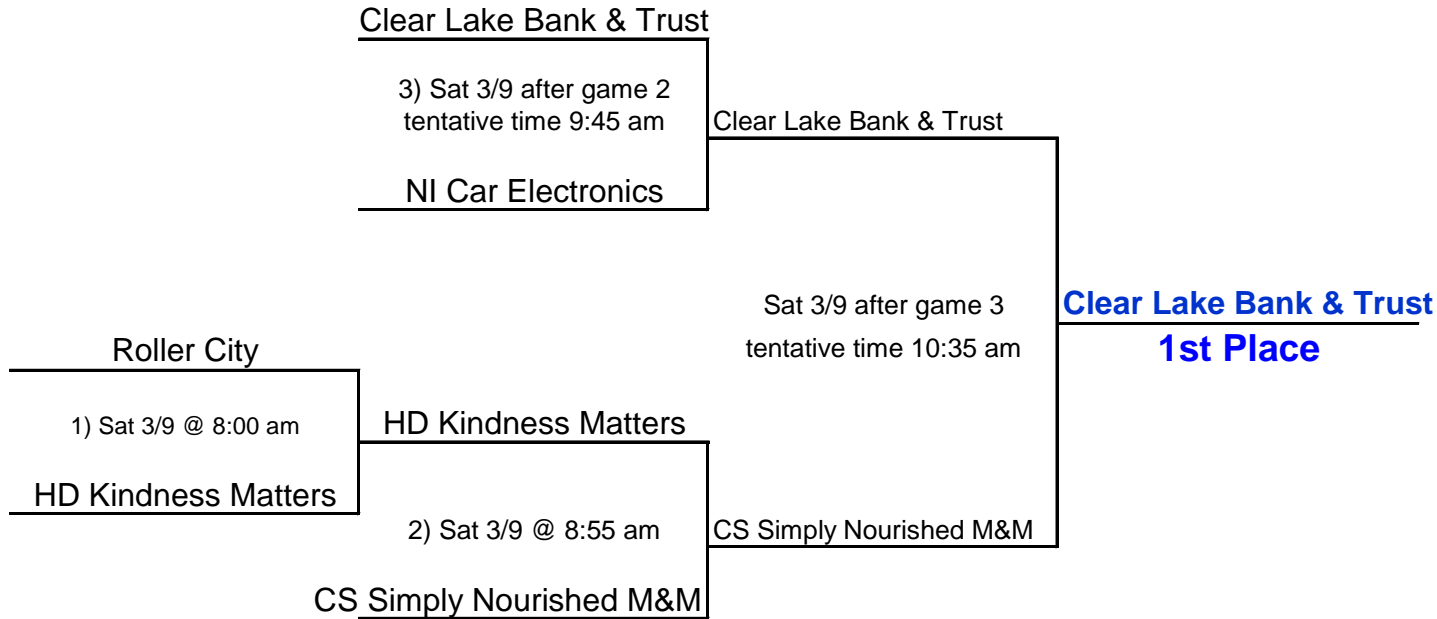 Clear Lake Bank & Trust
3) Sat 3/9 after game 2
tentative time 9:45 am
Clear Lake Bank & Trust
NI Car Electronics
Sat 3/9 after game 3
tentative time 10:35 am
Clear Lake Bank & Trust
1st Place
Roller City
1) Sat 3/9 @ 8:00 am
HD Kindness Matters
HD Kindness Matters
2) Sat 3/9 @ 8:55 am
CS Simply Nourished M&M
CS Simply Nourished M&M